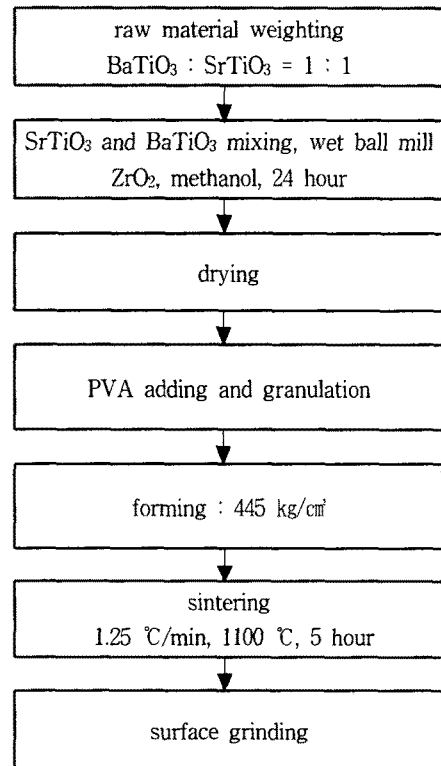 raw material weighting
BaTiO₃ : SrTiO₃ = 1 : 1
SrTiO₃ and BaTiO₃ mixing, wet ball mill
ZrO₂, methanol, 24 hour
drying
PVA adding and granulation
forming : 445 kg/㎠
sintering
1.25 ℃/min, 1100 ℃, 5 hour
surface grinding